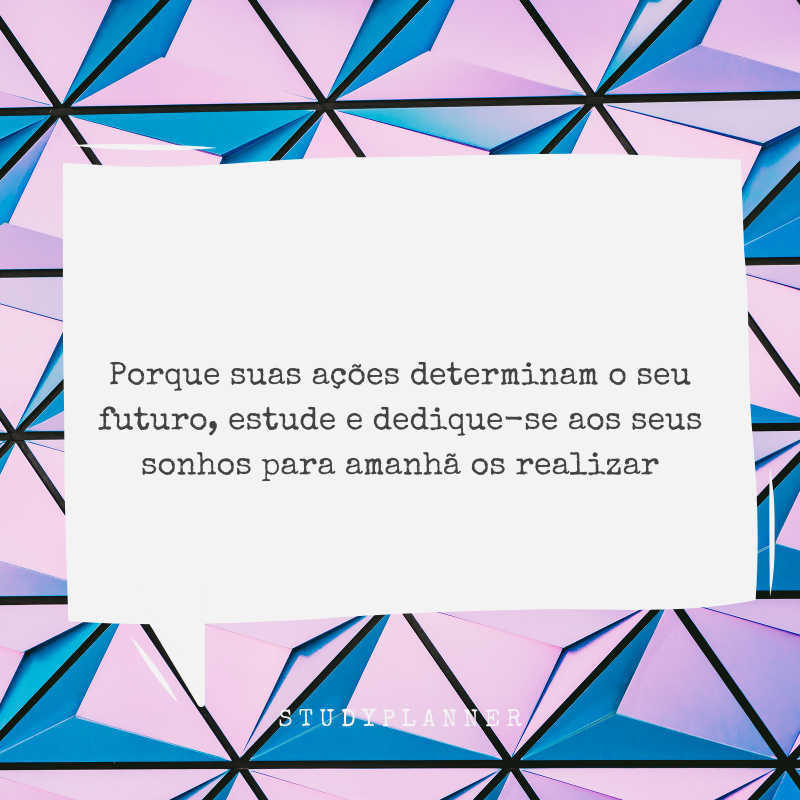 Porque suas ações determinam o seu
futuro, estude e dedique-se aos seus
sonhos para amanhã os realizar
STUDYPLANNER